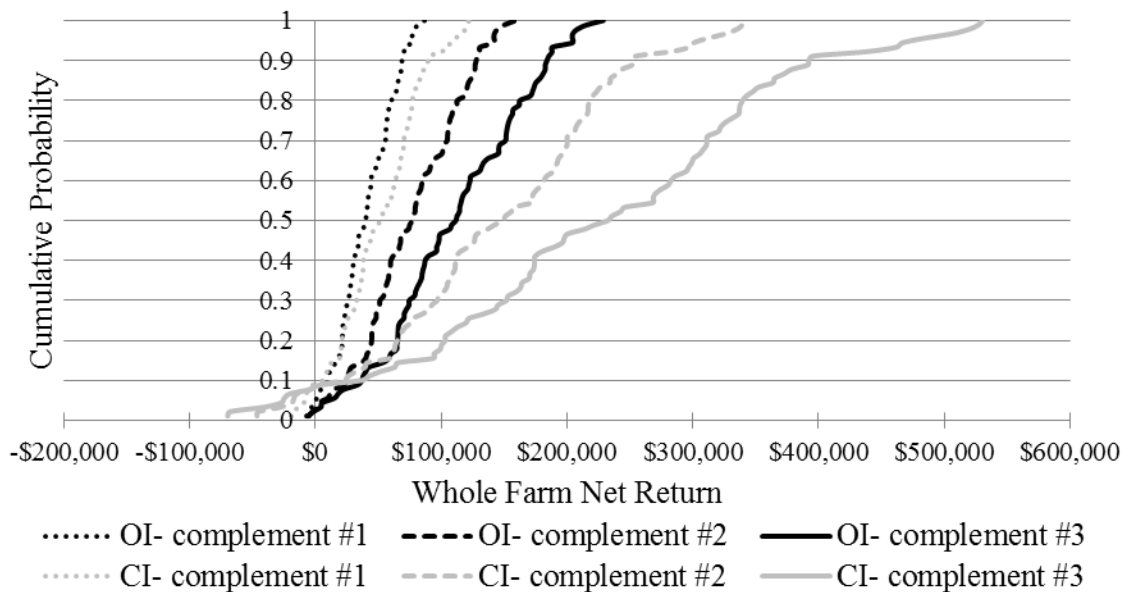 1
0.9
0.8
0.7
0.6
0.5
0.4
0.3
0.2
0.1
0
Cumulative Probability
-$200,000 -$100,000 $0 $100,000 $200,000 $300,000 $400,000 $500,000 $600,000
Whole Farm Net Return
OI- complement #1 OI- complement #2 OI- complement #3
CI- complement #1 CI- complement #2 CI- complement #3